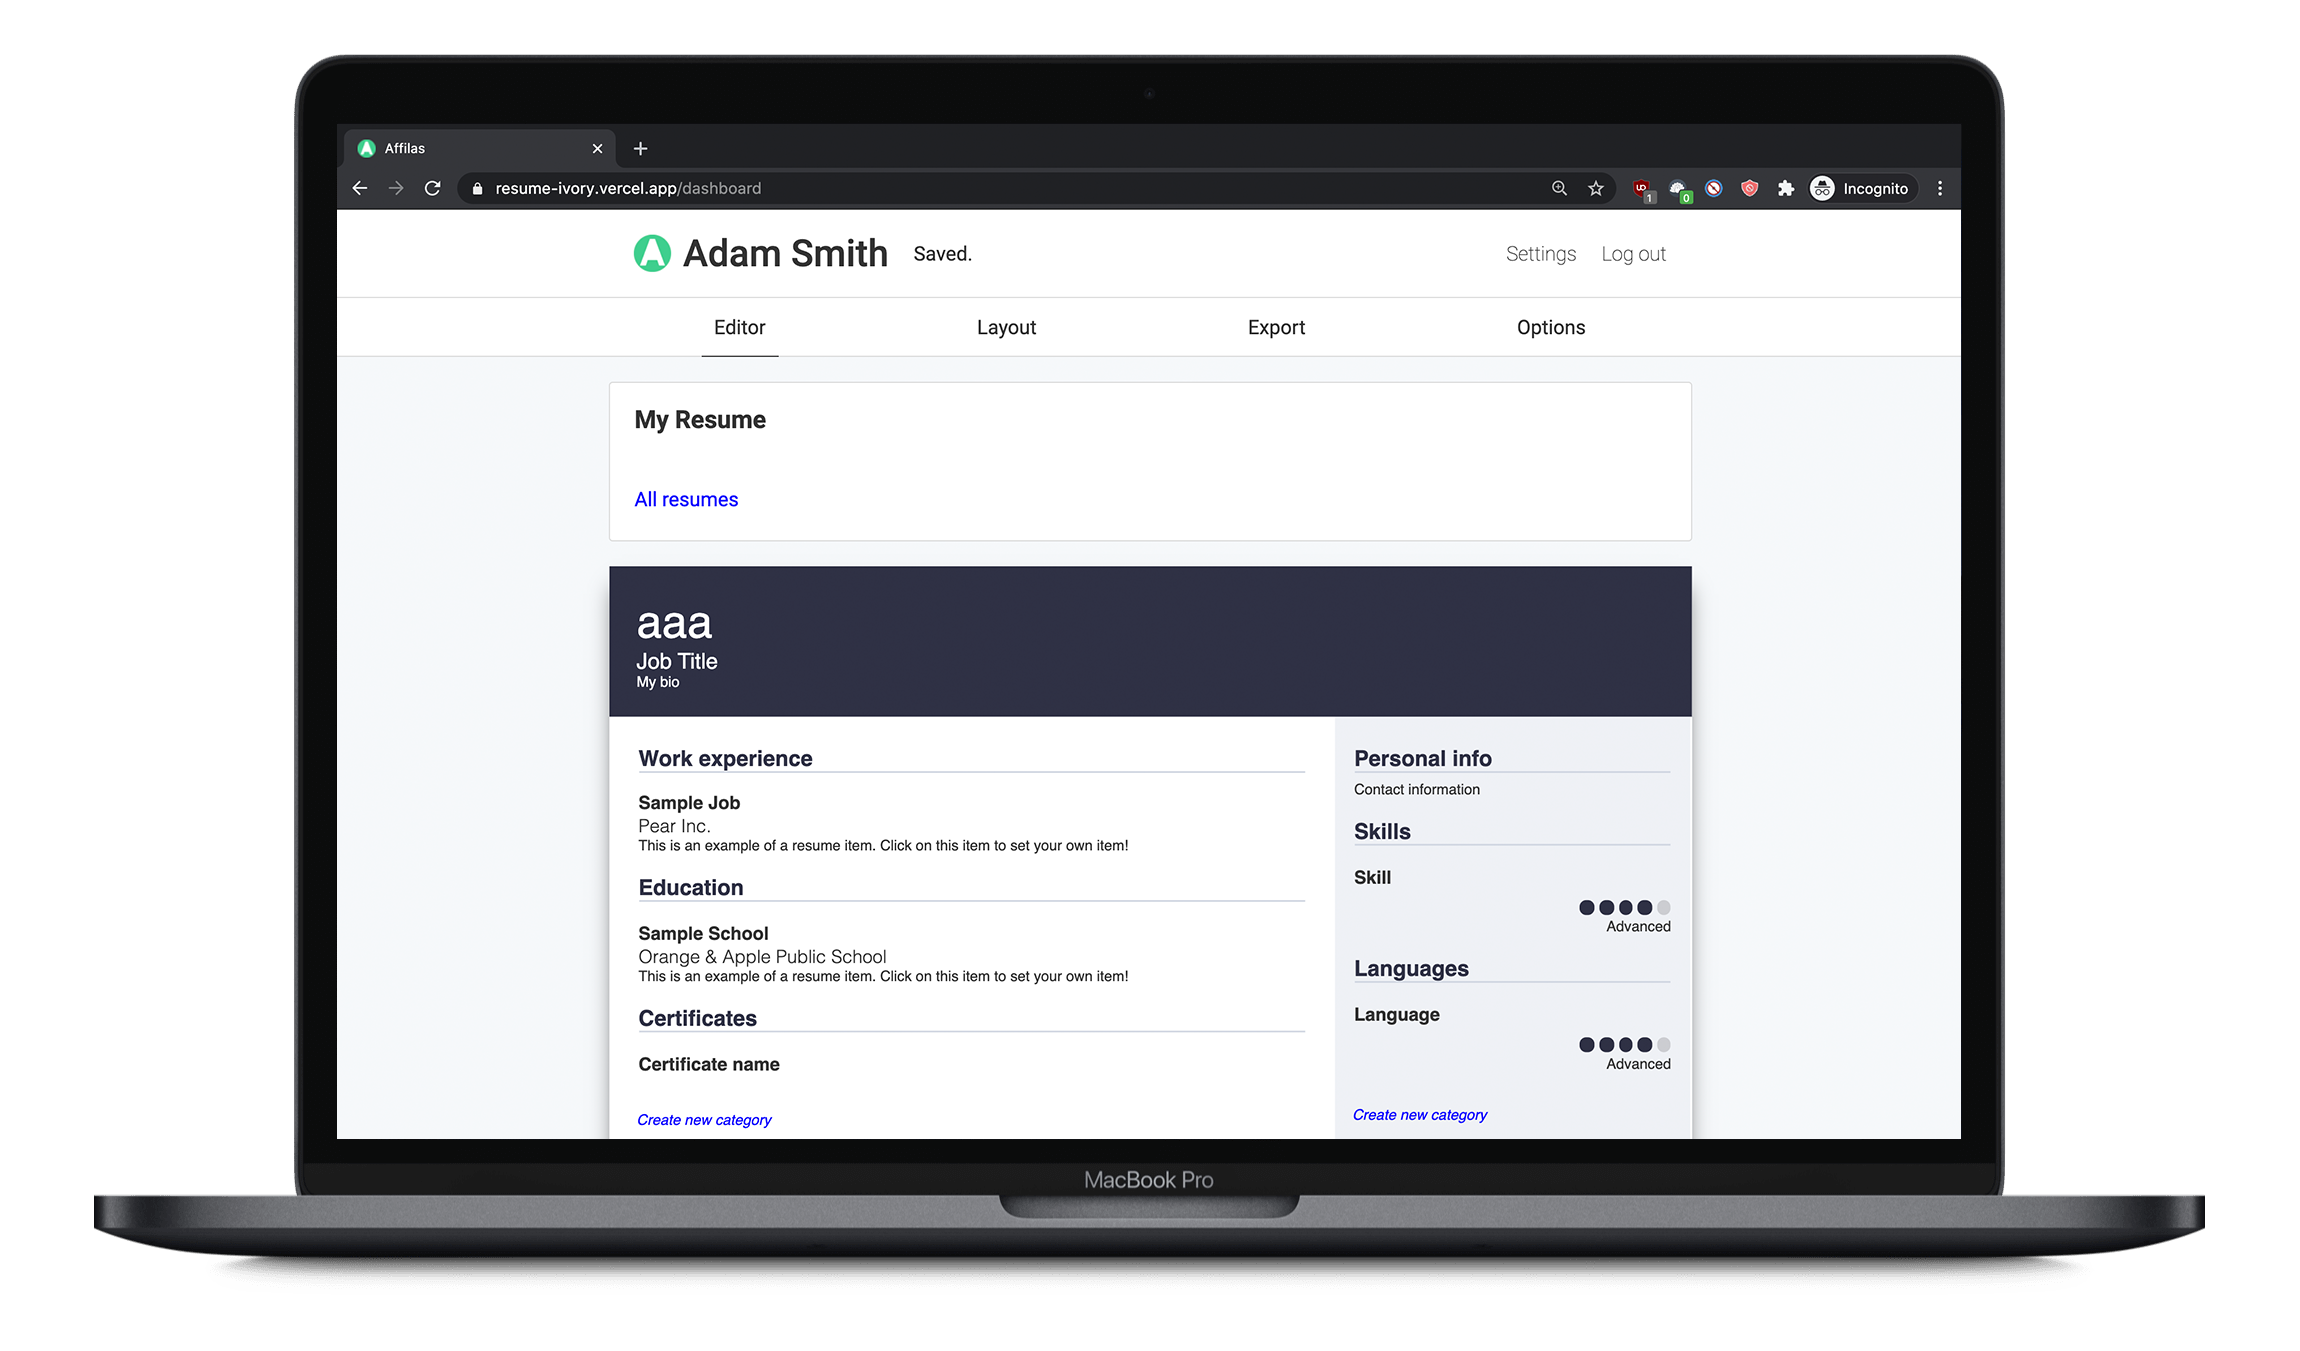 Affilas
resume-ivory.vercel.app/dashboard
1
0
Incognito
Adam Smith
Saved.
Settings
Log out
Editor
Layout
Export
Options
My Resume
All resumes
aaa
Job Title
My bio
Work experience
Sample Job
Pear Inc.
This is an example of a resume item. Click on this item to set your own item!
Education
Sample School
Orange & Apple Public School
This is an example of a resume item. Click on this item to set your own item!
Certificates
Certificate name
Create new category
Personal info
Contact information
Skills
Skill
Advanced
Languages
Language
Advanced
Create new category
MacBook Pro